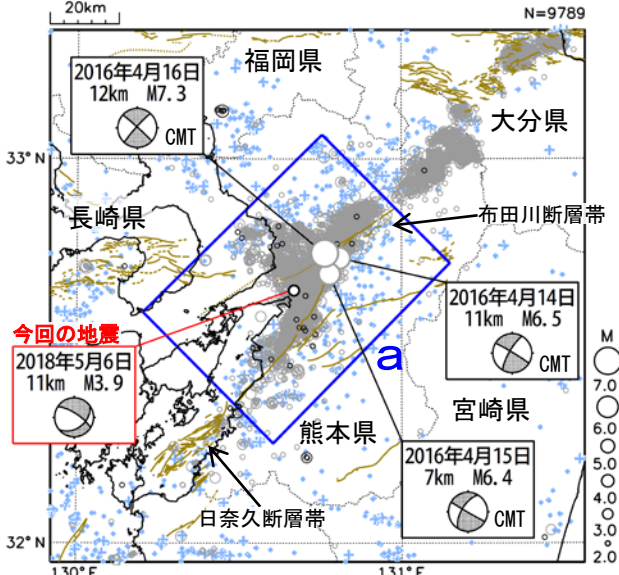 20km
N=9789
福岡県
2016年4月16日
12km M7.3
CMT
大分県
33°N
長崎県
布田川断層帯
今回の地震
2018年5月6日
11km M3.9
2016年4月14日
11km M6.5
CMT
a
宮崎県
熊本県
2016年4月15日
7km M6.4
CMT
日奈久断層帯
M
7.0
6.0
5.0
4.0
3.0
2.0
32°N
130°E
131°E